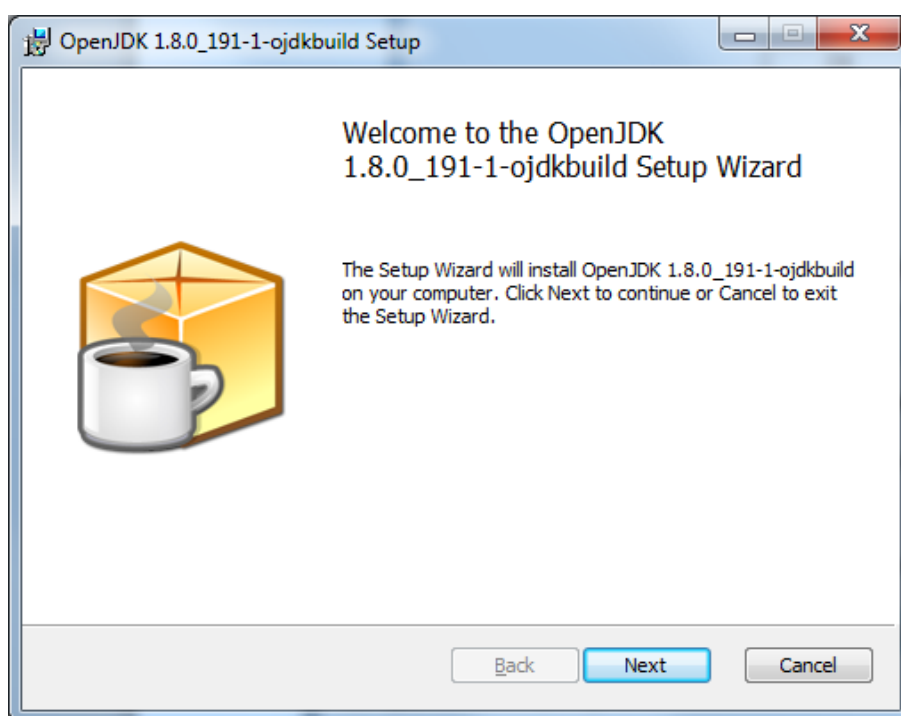 OpenJDK 1.8.0_191-1-ojdkbuild Setup
Welcome to the OpenJDK
1.8.0_191-1-ojdkbuild Setup Wizard
The Setup Wizard will install OpenJDK 1.8.0_191-1-ojdkbuild
on your computer. Click Next to continue or Cancel to exit
the Setup Wizard.
Back Next Cancel